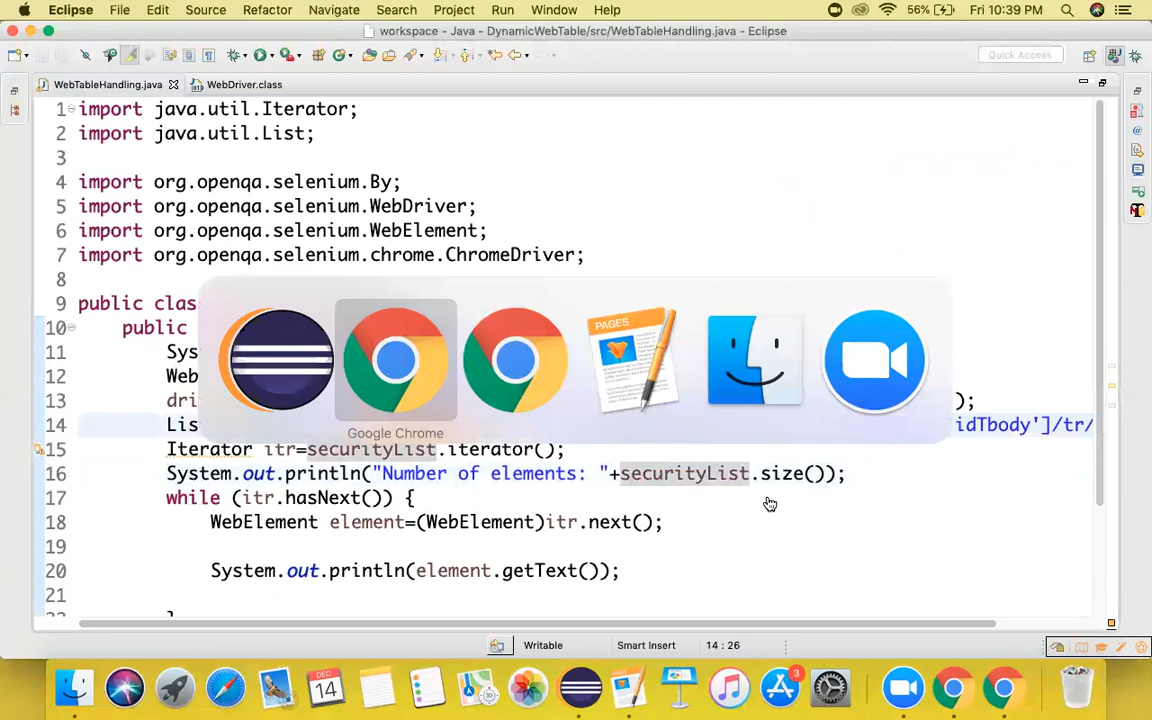 Eclipse File Edit Source Refactor Navigate Search Project Run Window Help 56% Fri 10:39 PM
workspace - Java - DynamicWebTable/src/WebTableHandling.java - Eclipse
Quick Access
WebTableHandling.java WebDriver.class
1 import java.util.Iterator;
2 import java.util.List;
3
4 import org.openqa.selenium.By;
5 import org.openqa.selenium.WebDriver;
6 import org.openqa.selenium.WebElement;
7 import org.openqa.selenium.chrome.ChromeDriver;
8
9 public clas
10 public
11 Sys
12 Web
13 dri );
14 Lis idTbody']/tr/
15 Iterator itr=securityList.iterator();
16 System.out.println("Number of elements: "+securityList.size());
17 while (itr.hasNext()) {
18 WebElement element=(WebElement)itr.next();
19
20 System.out.println(element.getText());
21
PAGES
Google Chrome
Writable Smart Insert 14 : 26
DEC
14
3